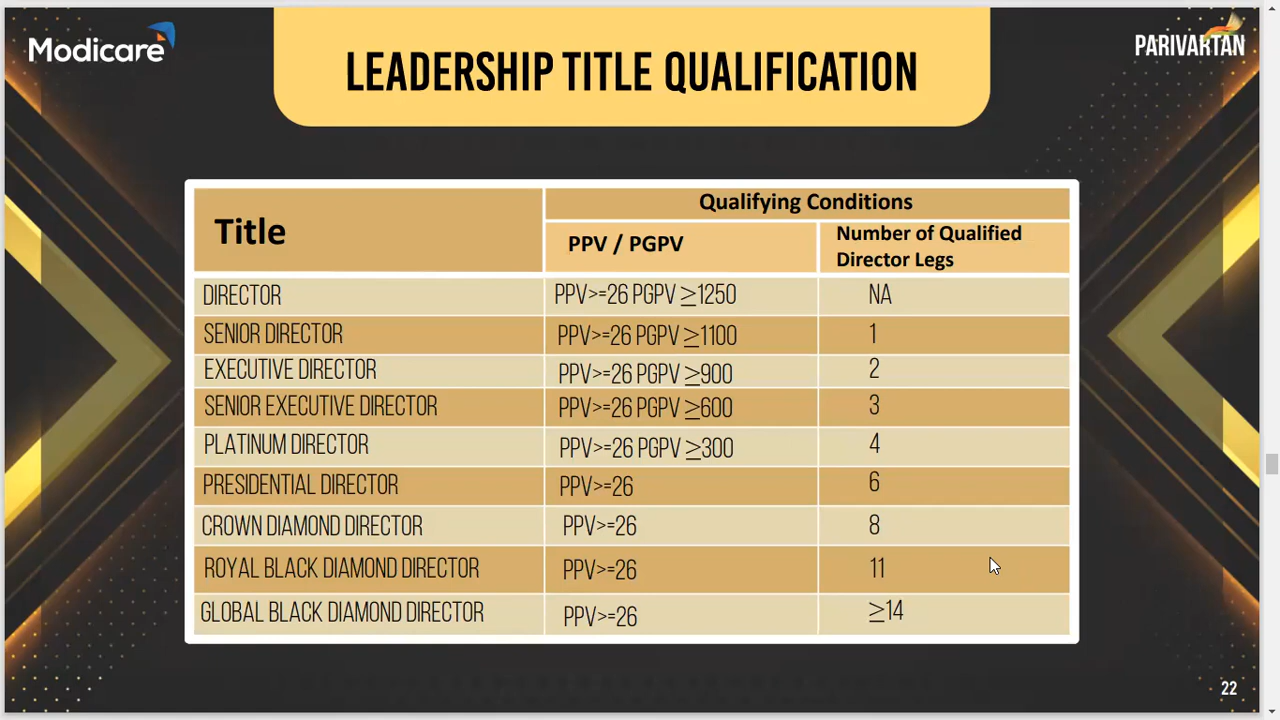 Modicare
PARIVARTAN
LEADERSHIP TITLE QUALIFICATION
Title
Qualifying Conditions
PPV / PGPV
Number of Qualified
Director Legs
DIRECTOR PPV>=26 PGPV ≥1250 NA
SENIOR DIRECTOR PPV>=26 PGPV ≥1100 1
EXECUTIVE DIRECTOR PPV>=26 PGPV ≥900 2
SENIOR EXECUTIVE DIRECTOR PPV>=26 PGPV ≥600 3
PLATINUM DIRECTOR PPV>=26 PGPV ≥300 4
PRESIDENTIAL DIRECTOR PPV>=26 6
CROWN DIAMOND DIRECTOR PPV>=26 8
ROYAL BLACK DIAMOND DIRECTOR PPV>=26 11
GLOBAL BLACK DIAMOND DIRECTOR PPV>=26 ≥14
22